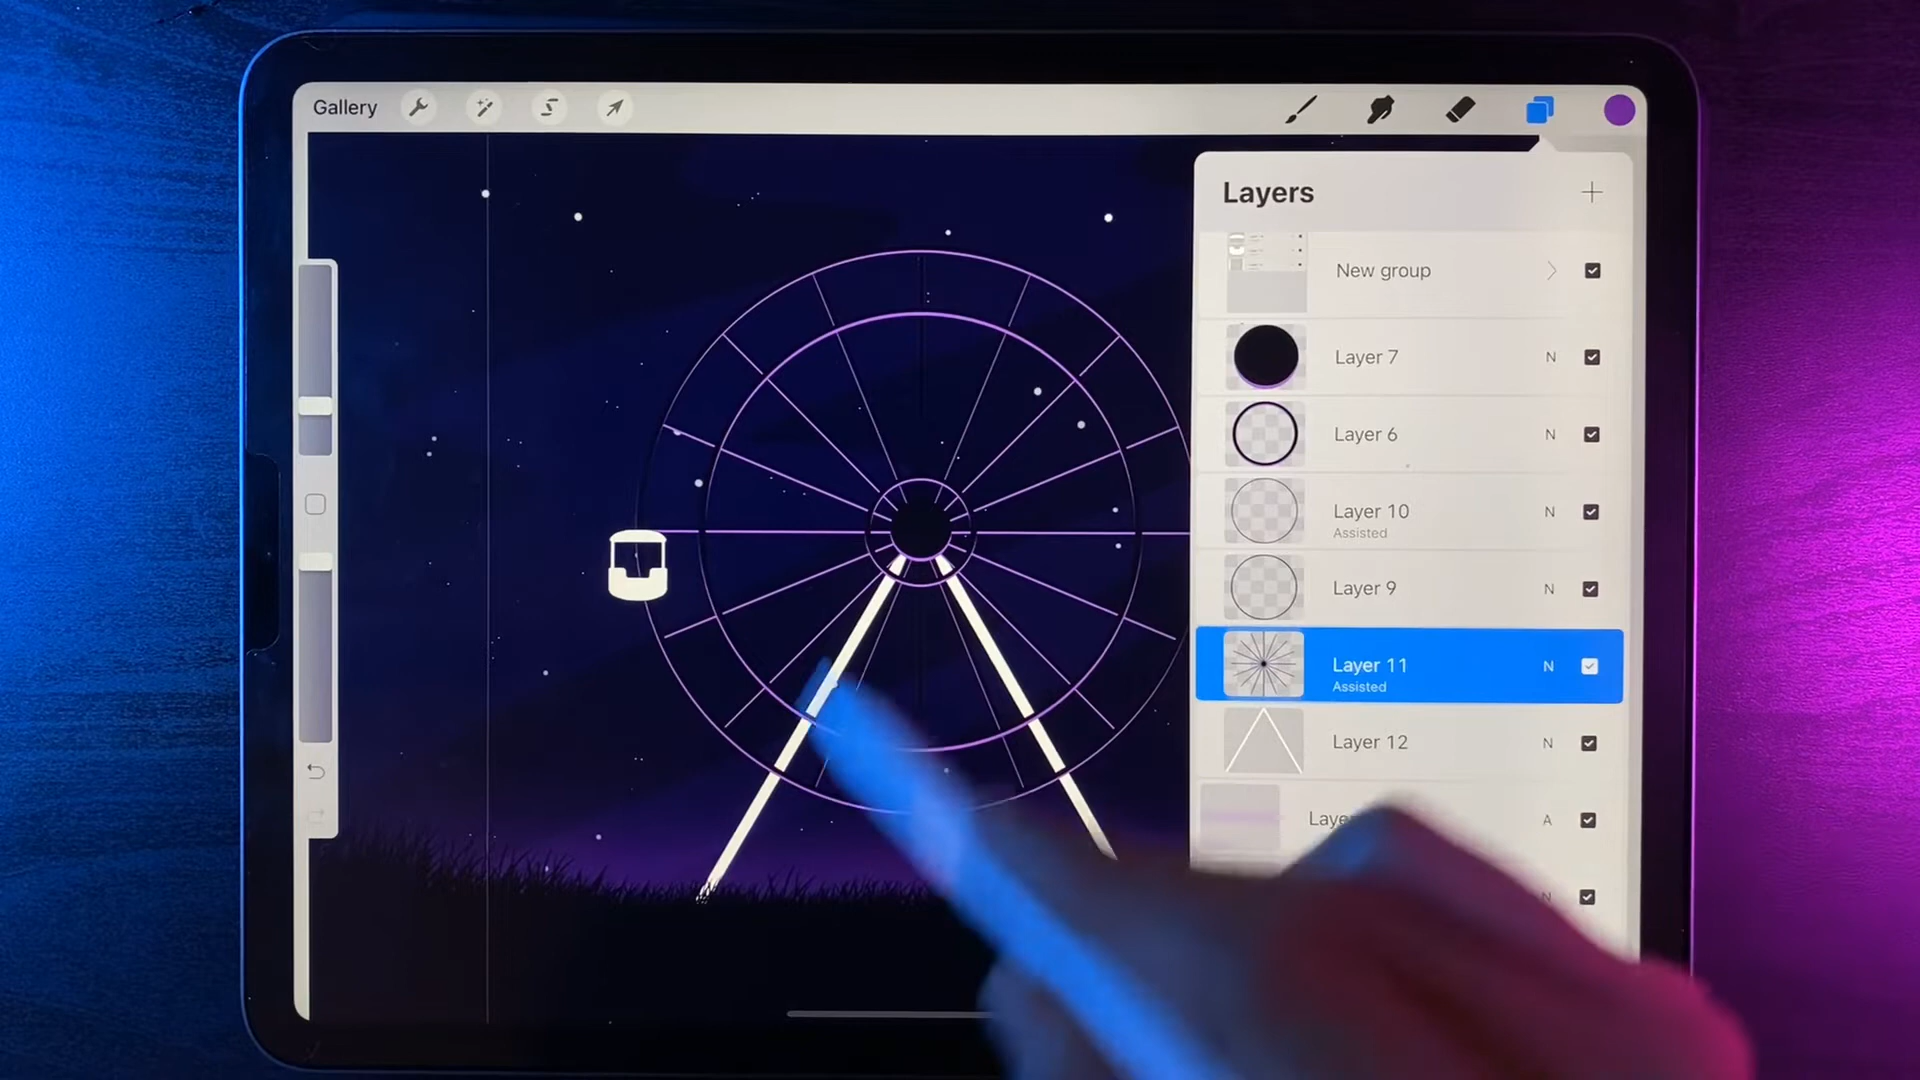 Gallery
Layers
New group
Layer 7 N
Layer 6 N
Layer 10 N
Assisted
Layer 9 N
Layer 11 N
Assisted
Layer 12 N
A
N